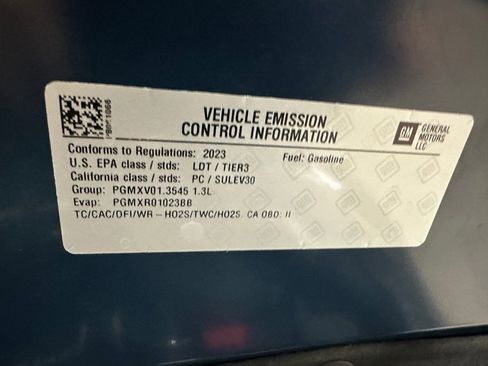 VEHICLE EMISSION
CONTROL INFORMATION
GM
GENERAL
MOTORS
LLC
Conforms to Regulations: 2023
Fuel: Gasoline
U.S. EPA class / stds: LDT / TIER3
California class / stds: PC / SULEV30
Group: PGMXV01.3545 1.3L
Evap: PGMXR01023BB
TC/CAC/DFI/WR-HO2S/TWC/HO2S. CA OBD: II